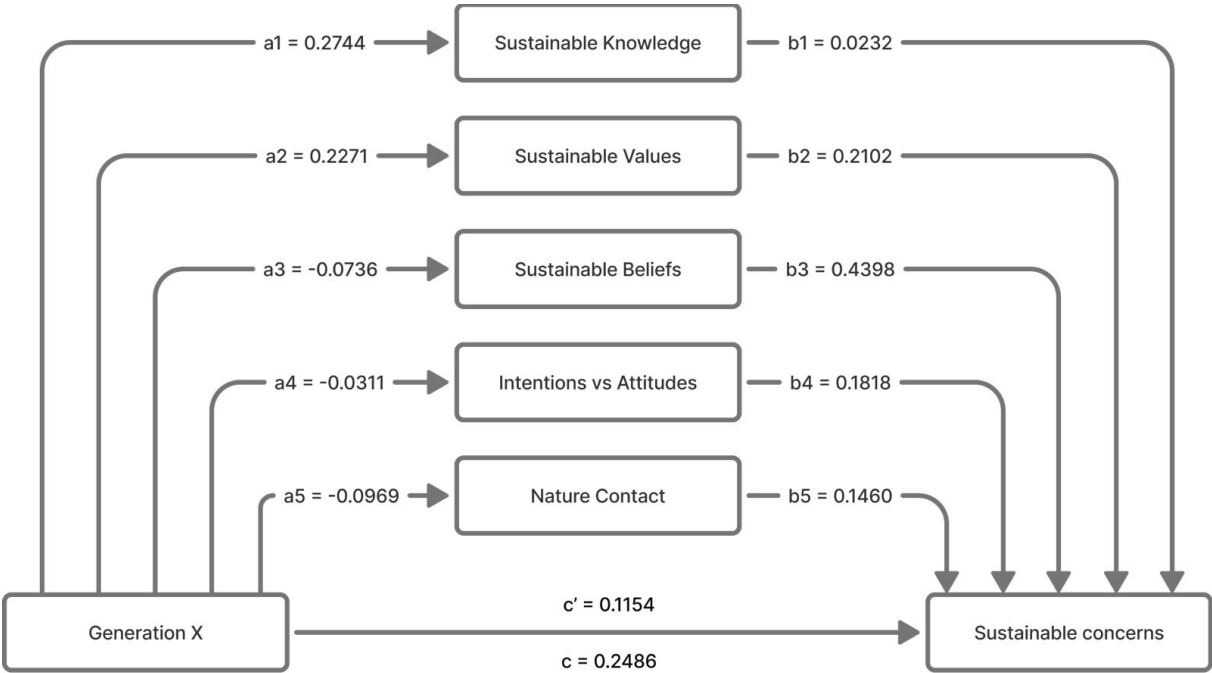 a1 = 0.2744
Sustainable Knowledge
b1 = 0.0232
a2 = 0.2271
Sustainable Values
b2 = 0.2102
a3 = -0.0736
Sustainable Beliefs
b3 = 0.4398
a4 = -0.0311
Intentions vs Attitudes
b4 = 0.1818
a5 = -0.0969
Nature Contact
b5 = 0.1460
c’ = 0.1154
Generation X
Sustainable concerns
c = 0.2486